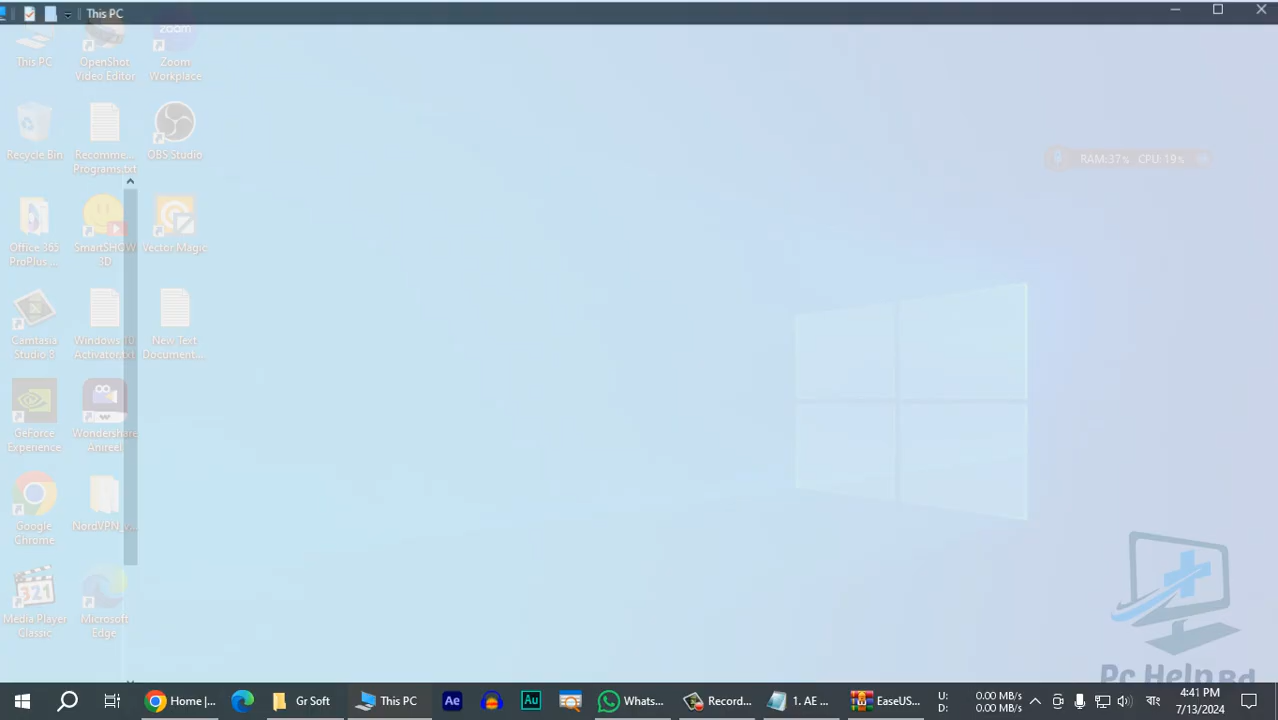 This PC
This PC
OpenShot
Video Editor
Zoom
Workplace
zoom
Recycle Bin
Recomme...
Programs.txt
OBS Studio
RAM:37% CPU:19%
Office 365
ProPlus ...
SmartSHOW
3D
Vector Magic
Camtasia
Studio 8
Windows 10
Activator.txt
New Text
Document....
GeForce
Experience
Wondershare
Anireel
Google
Chrome
321
Media Player
Classic
Microsoft
Edge
Pc Help Bd
Home |...
Gr Soft
This PC
Ae
Au
Whats...
Record...
1. AE ...
EaseUS...
U: 0.00 MB/s
D: 0.00 MB/s
বাং
4:41 PM
7/13/2024